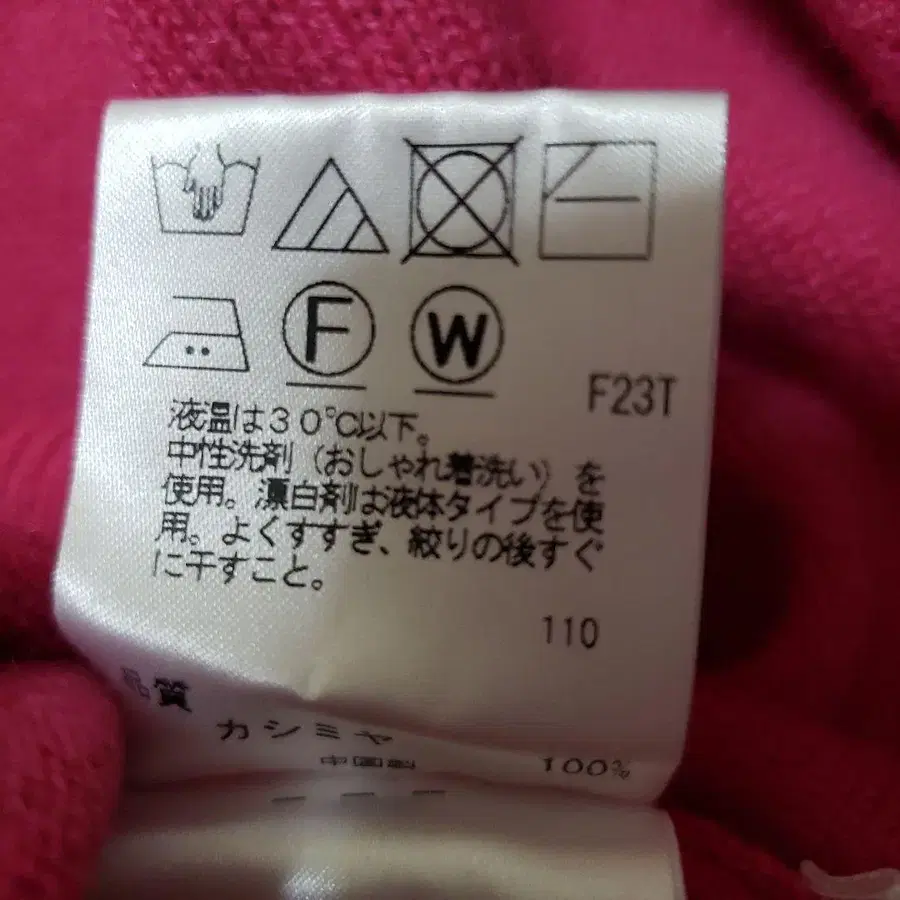 F
W
F23T
液温は30℃以下。
中性洗剤（おしゃれ着洗い）を
使用。漂白剤は液体タイプを使
用。よくすすぎ、絞りの後すぐ
に干すこと。
110
品質
カシミヤ 100%
中国製